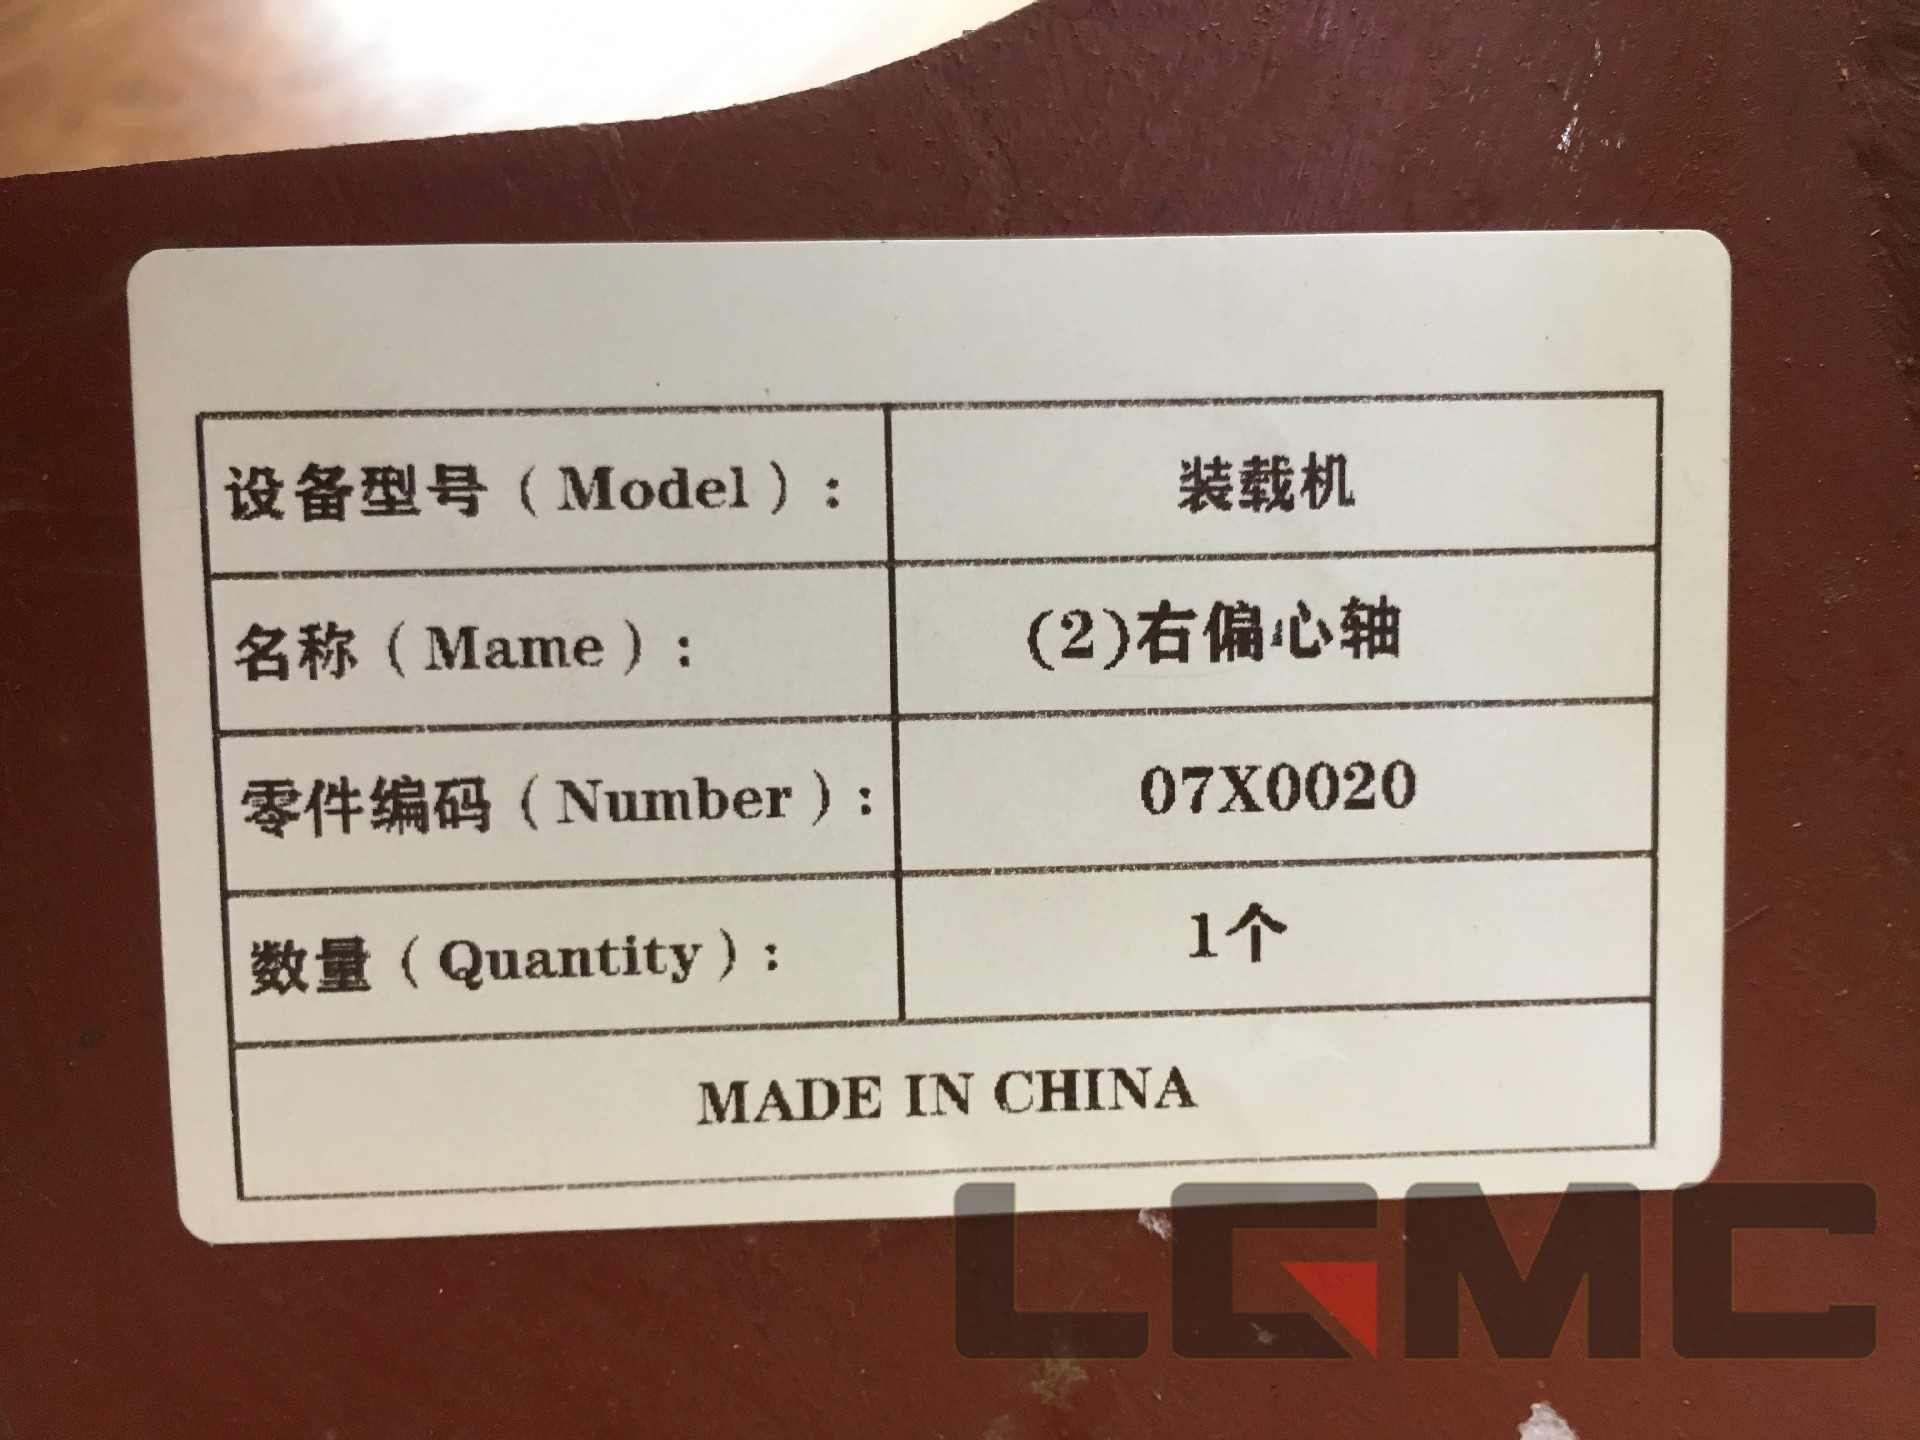 设备型号（Model）: 装载机
名称（Mame）: (2)右偏心轴
零件编码（Number）: 07X0020
数量（Quantity）: 1个
MADE IN CHINA
LGMC